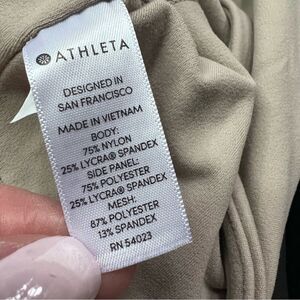 ATHLETA
DESIGNED IN
SAN FRANCISCO
MADE IN VIETNAM
BODY:
75% NYLON
25% LYCRA® SPANDEX
SIDE PANEL:
75% POLYESTER
25% LYCRA® SPANDEX
MESH:
87% POLYESTER
13% SPANDEX
RN 54023